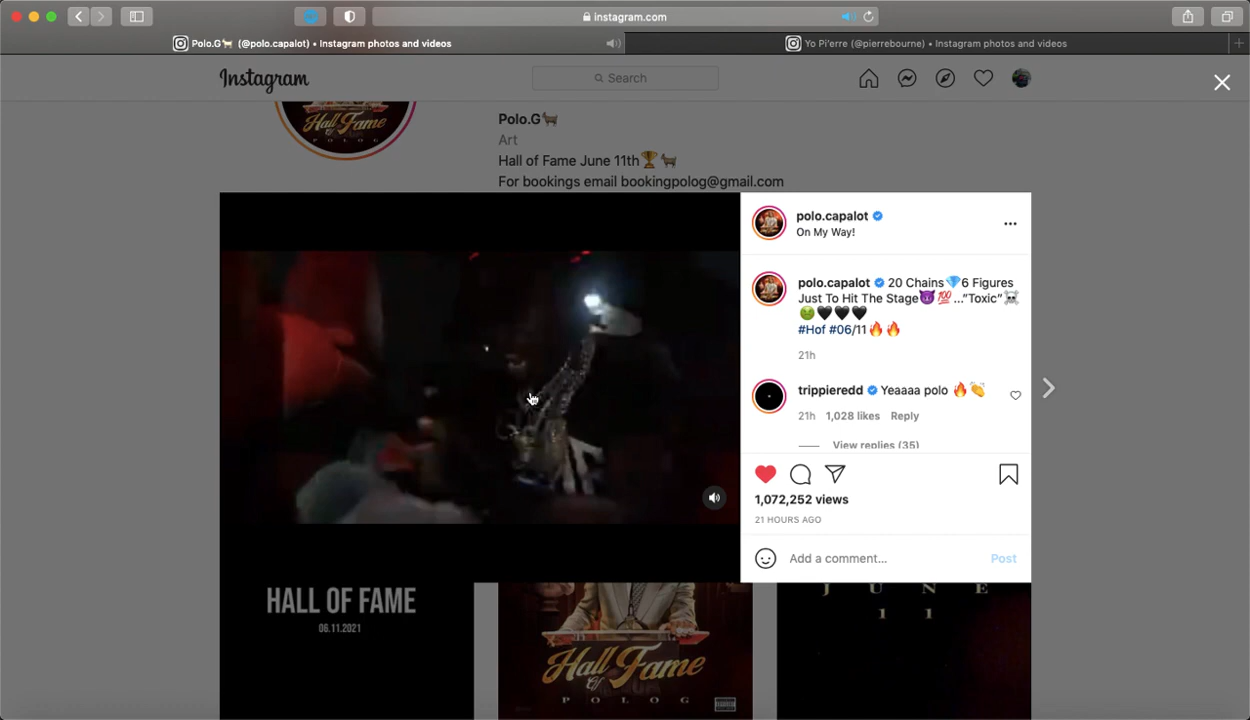 instagram.com
Polo.G🐐 (@polo.capalot) • Instagram photos and videos
Yo Pi'erre (@pierrebourne) • Instagram photos and videos
Instagram
Search
Hall of Fame
POLO G
Polo.G🐐
Art
Hall of Fame June 11th🏆🐐
For bookings email bookingpolog@gmail.com
polo.capalot
On My Way!
polo.capalot 20 Chains💎6 Figures
Just To Hit The Stage😈💯..."Toxic"☠️
🤢🖤🖤🖤
#Hof #06/11🔥🔥
21h
trippieredd Yeaaaa polo 🔥👏
21h 1,028 likes Reply
View replies (35)
1,072,252 views
21 HOURS AGO
Add a comment... Post
HALL OF FAME
06.11.2021
Hall of Fame
POLO G
JUNE
11